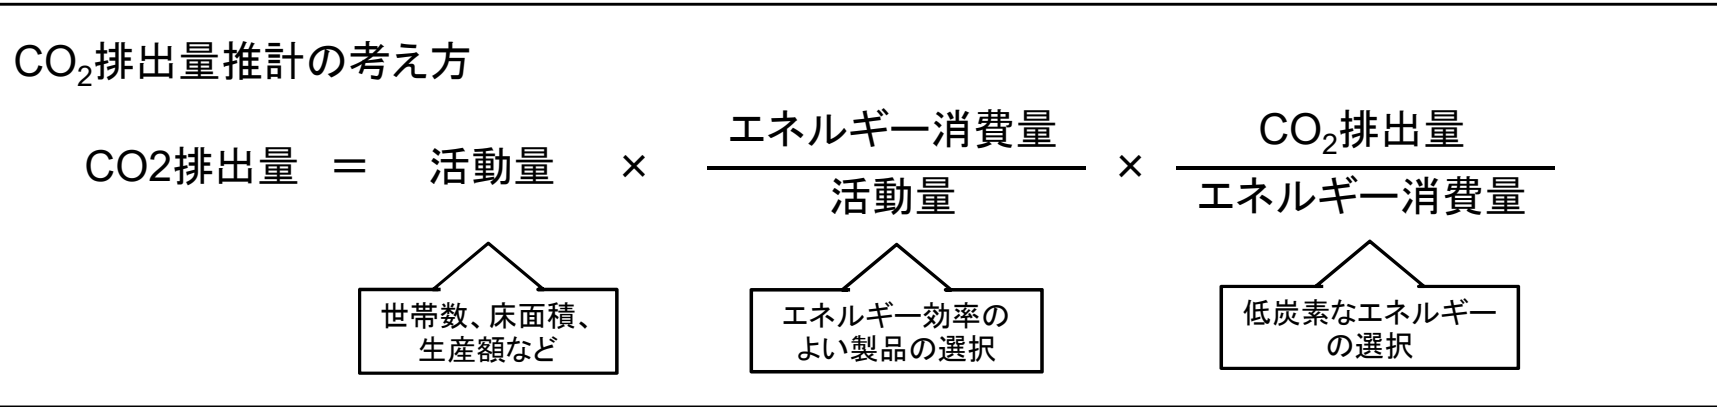 CO₂排出量推計の考え方
エネルギー消費量
CO₂排出量
CO2排出量 ＝ 活動量 × ×
活動量
エネルギー消費量
世帯数、床面積、
生産額など
エネルギー効率の
よい製品の選択
低炭素なエネルギー
の選択